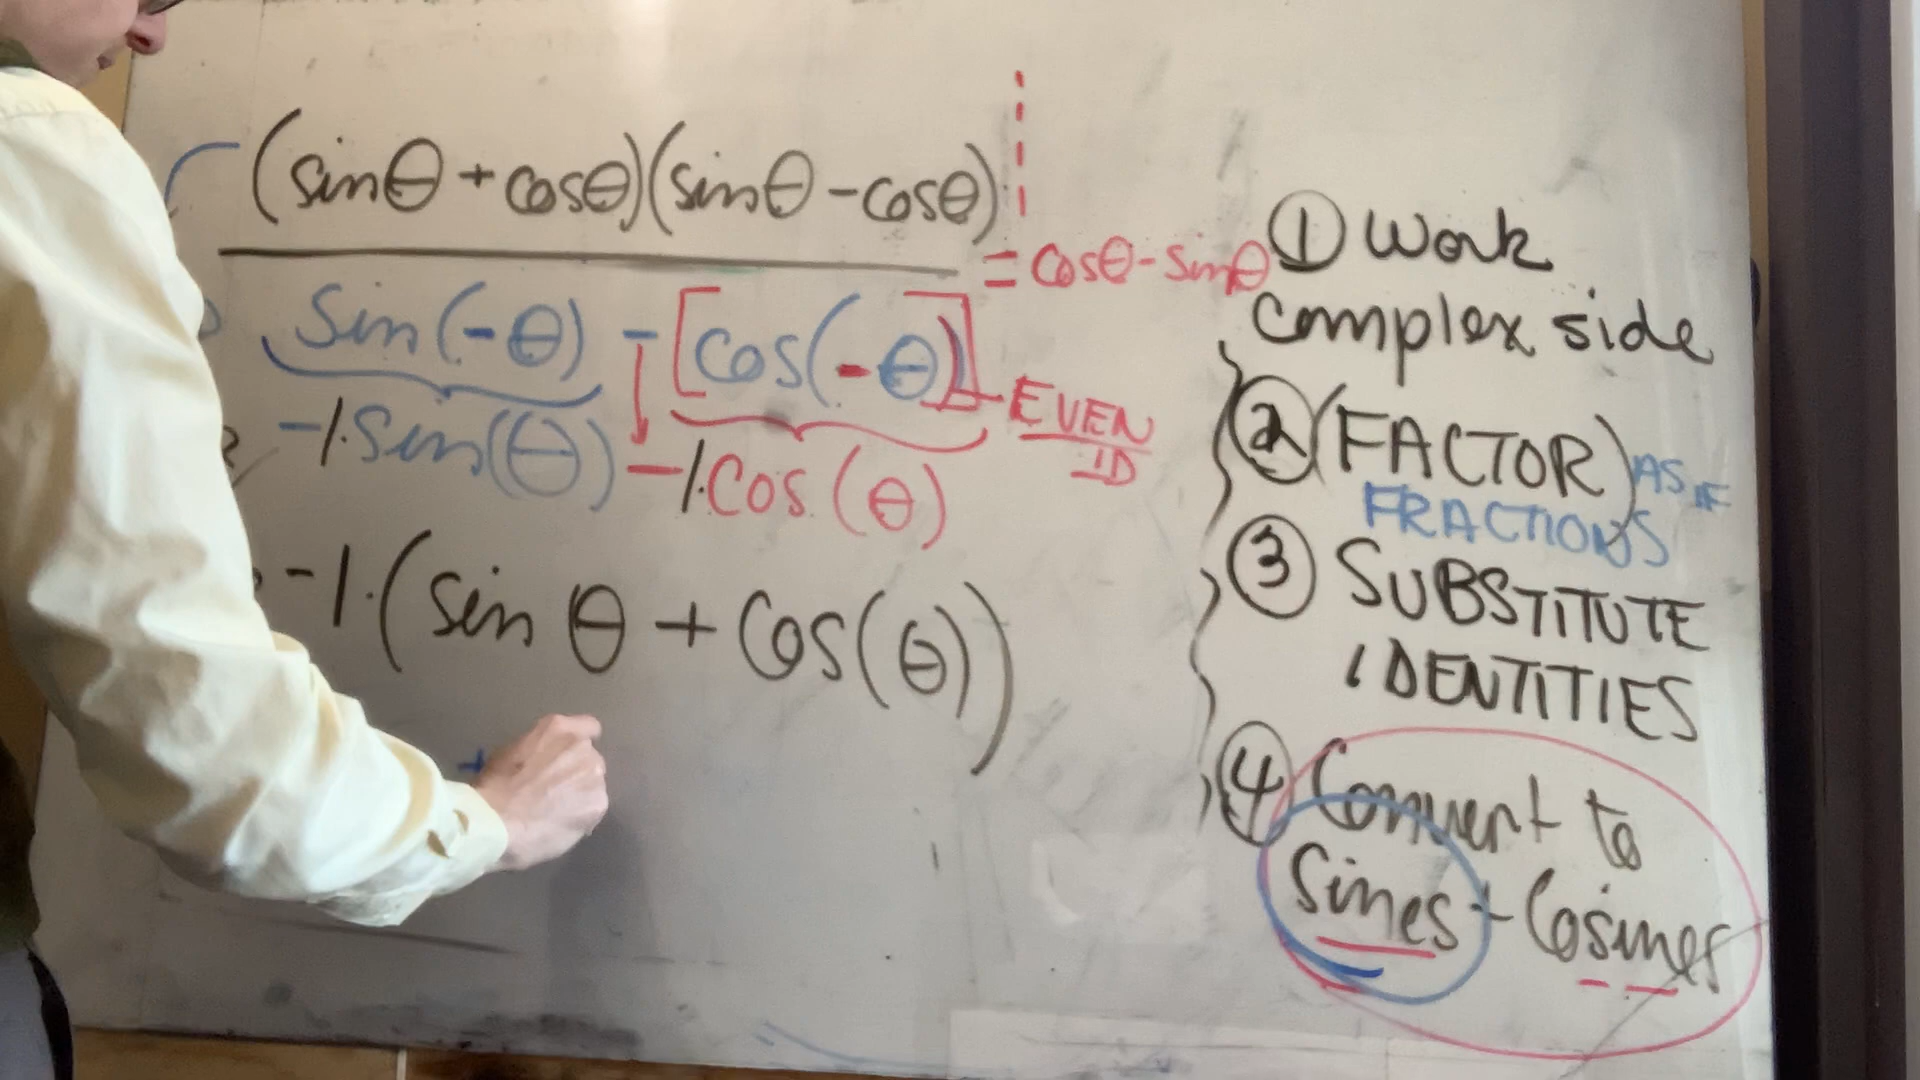 (sinθ + cosθ)(sinθ - cosθ)
= cosθ - sinθ
sin(-θ) - [cos(-θ)]
EVEN
ID
-1·sin(θ) -1·cos(θ)
-1·(sin θ + cos(θ))
+
① Work
complex side
② (FACTOR) AS IF
FRACTIONS
③ SUBSTITUTE
IDENTITIES
④ Convert to
Sines + Cosines